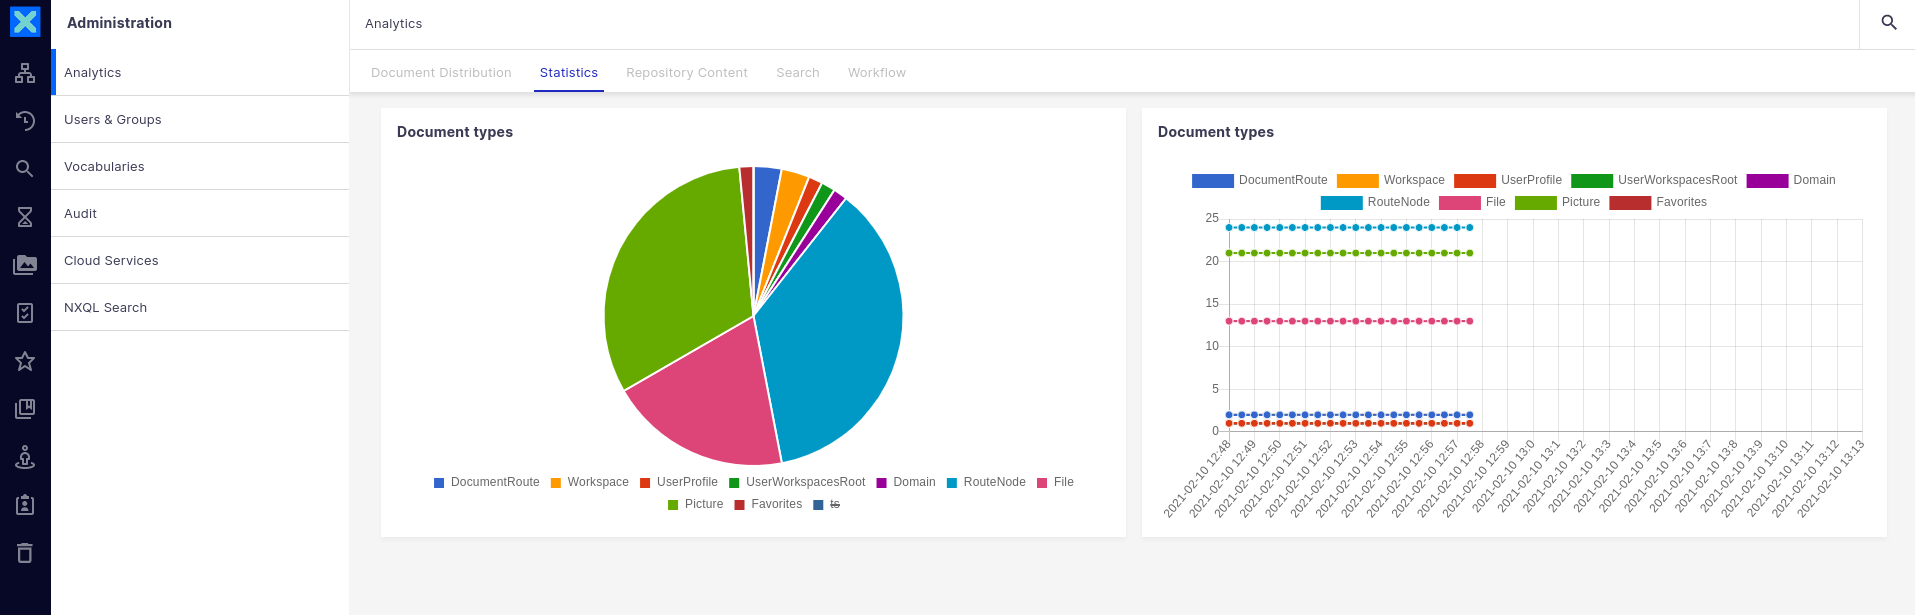 Administration
Analytics
Users & Groups
Vocabularies
Audit
Cloud Services
NXQL Search
Analytics
Document Distribution Statistics Repository Content Search Workflow
Document types
DocumentRoute Workspace UserProfile UserWorkspacesRoot Domain RouteNode File
Picture Favorites ts
Document types
DocumentRoute Workspace UserProfile UserWorkspacesRoot Domain
RouteNode File Picture Favorites
25
20
15
10
5
0
2021-02-10 12:48
2021-02-10 12:49
2021-02-10 12:50
2021-02-10 12:51
2021-02-10 12:52
2021-02-10 12:53
2021-02-10 12:54
2021-02-10 12:55
2021-02-10 12:56
2021-02-10 12:57
2021-02-10 12:58
2021-02-10 12:59
2021-02-10 13:0
2021-02-10 13:1
2021-02-10 13:2
2021-02-10 13:3
2021-02-10 13:4
2021-02-10 13:5
2021-02-10 13:6
2021-02-10 13:7
2021-02-10 13:8
2021-02-10 13:9
2021-02-10 13:10
2021-02-10 13:11
2021-02-10 13:12
2021-02-10 13:13